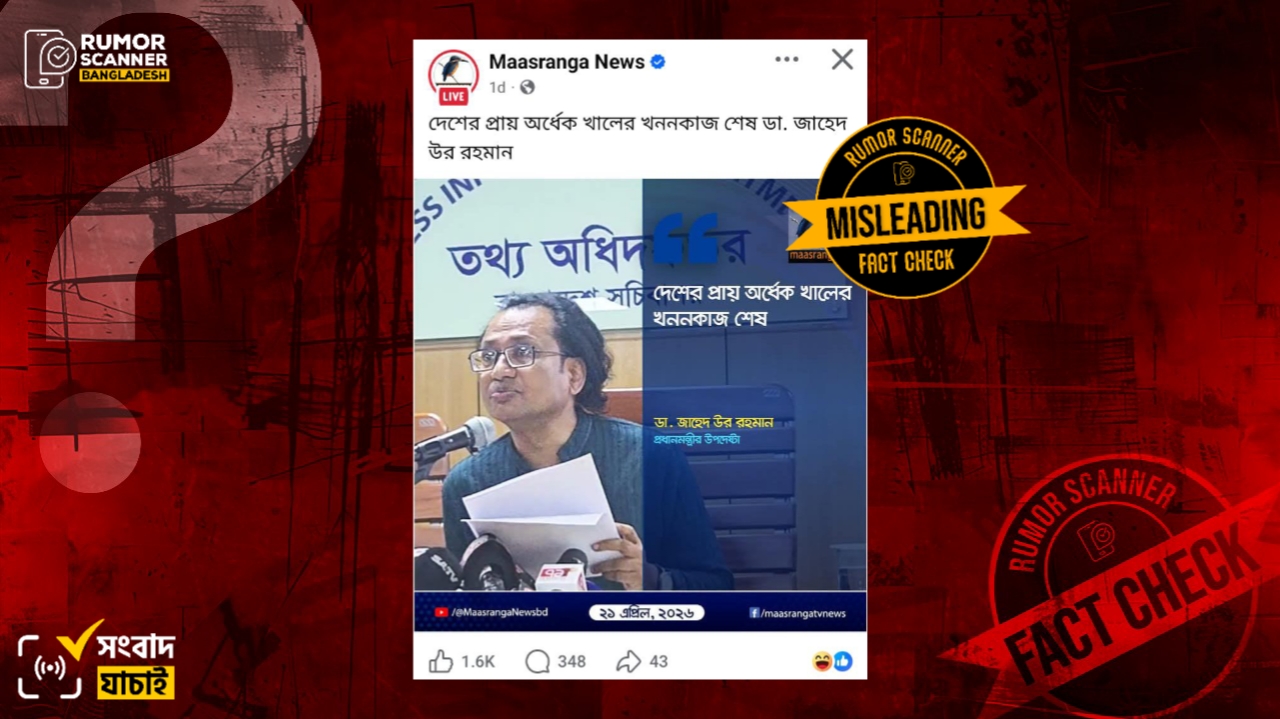 RUMOR
SCANNER
BANGLADESH
Maasranga News
1d
LIVE
দেশের প্রায় অর্ধেক খালের খননকাজ শেষ ডা. জাহেদ
উর রহমান
RUMOR SCANNER
MISLEADING
FACT CHECK
তথ্য অধিদ
র
maasran
দেশের প্রায় অর্ধেক খালের
খননকাজ শেষ
ডা. জাহেদ উর রহমান
প্রধানমন্ত্রীর উপদেষ্টা
SATV
/@MaasrangaNewsbd
২১ এপ্রিল, ২০২৬
/maasrangatvnews
1.6K
348
43
RUMOR SCANNER
FACT CHECK
সংবাদ
যাচাই